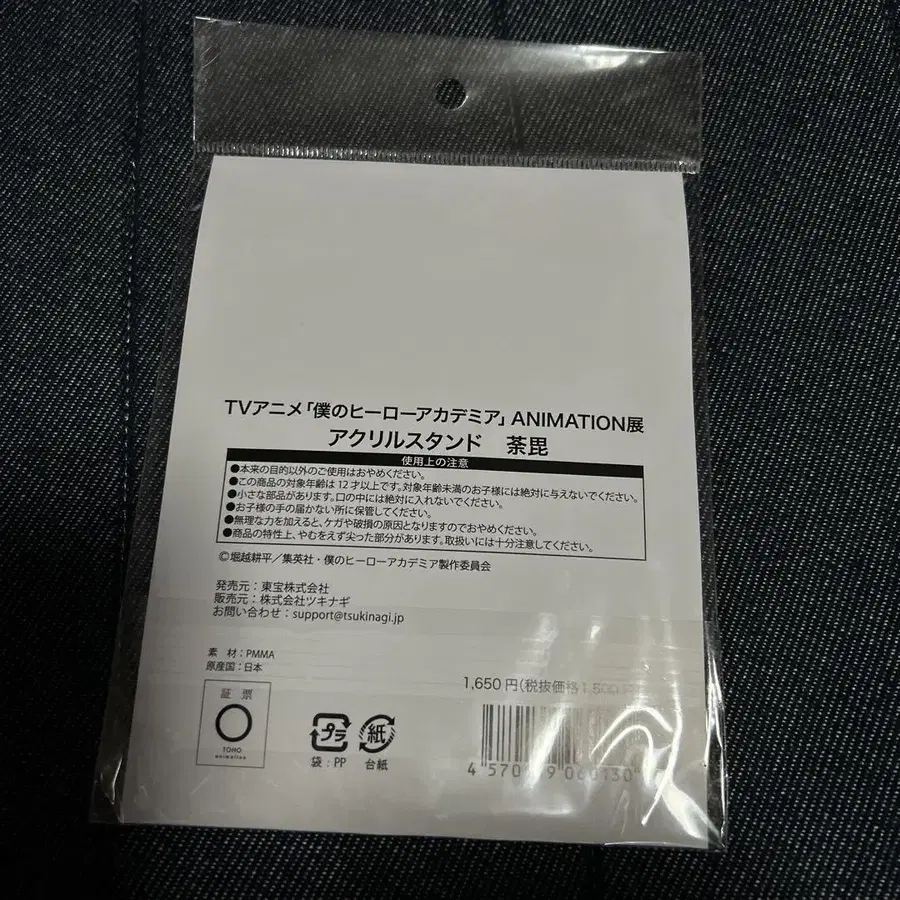 TVアニメ「僕のヒーローアカデミア」ANIMATION展
アクリルスタンド 荼毘
使用上の注意
●本来の目的以外のご使用はおやめください。
●この商品の対象年齢は12才以上です。対象年齢未満のお子様には絶対に与えないでください。
●小さな部品があります。口の中には絶対に入れないでください。
●お子様の手の届かない所に保管してください。
●無理な力を加えると、ケガや破損の原因となりますのでおやめください。
●商品の特性上、やむをえず尖った部分があります。取扱いには十分注意してください。
©堀越耕平／集英社・僕のヒーローアカデミア製作委員会
発売元：東宝株式会社
販売元：株式会社ツキナギ
お問い合わせ：support@tsukinagi.jp
素 材：PMMA
原産国：日本
1,650円(税抜価格1,500
証 票
TOHO
animation
プラ
袋：PP
紙
台紙
4 570 9 060130